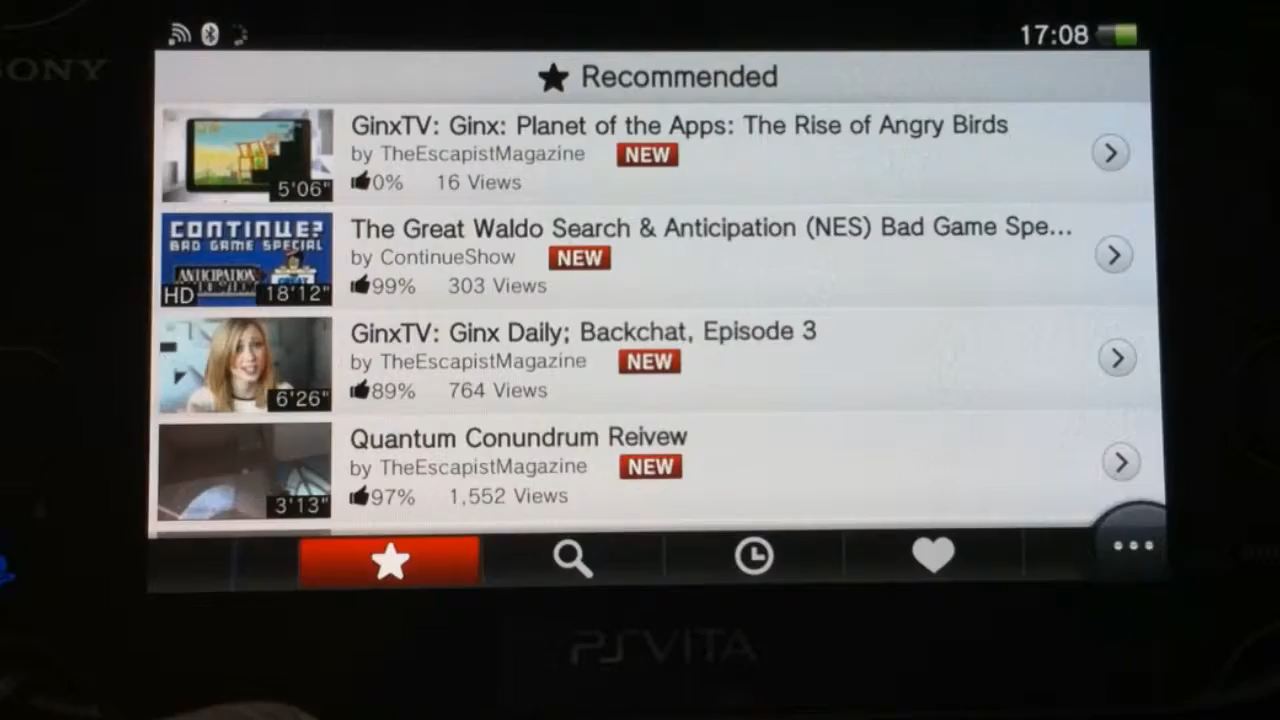 SONY
17:08
Recommended
GinxTV: Ginx: Planet of the Apps: The Rise of Angry Birds
by TheEscapistMagazine NEW
0% 16 Views
5'06"
CONTINUE?
BAD GAME SPECIAL
ANTICIPATION
HD 18'12"
The Great Waldo Search & Anticipation (NES) Bad Game Spe...
by ContinueShow NEW
99% 303 Views
GinxTV: Ginx Daily; Backchat, Episode 3
by TheEscapistMagazine NEW
89% 764 Views
6'26"
Quantum Conundrum Reivew
by TheEscapistMagazine NEW
97% 1,552 Views
3'13"
PSVITA